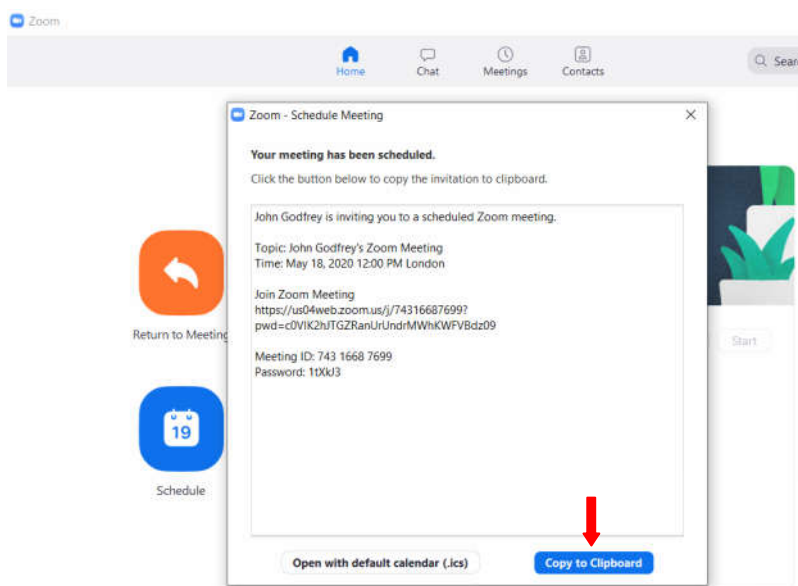 Zoom
Home
Chat
Meetings
Contacts
Sear
Zoom - Schedule Meeting
Your meeting has been scheduled.
Click the button below to copy the invitation to clipboard.
John Godfrey is inviting you to a scheduled Zoom meeting.
Topic: John Godfrey's Zoom Meeting
Time: May 18, 2020 12:00 PM London
Join Zoom Meeting
https://us04web.zoom.us/j/74316687699?
pwd=c0VIK2hJTGZRanUrUndrMWhKWFVBdz09
Meeting ID: 743 1668 7699
Password: 1tXkJ3
Return to Meeting
Start
19
Schedule
Open with default calendar (.ics)
Copy to Clipboard